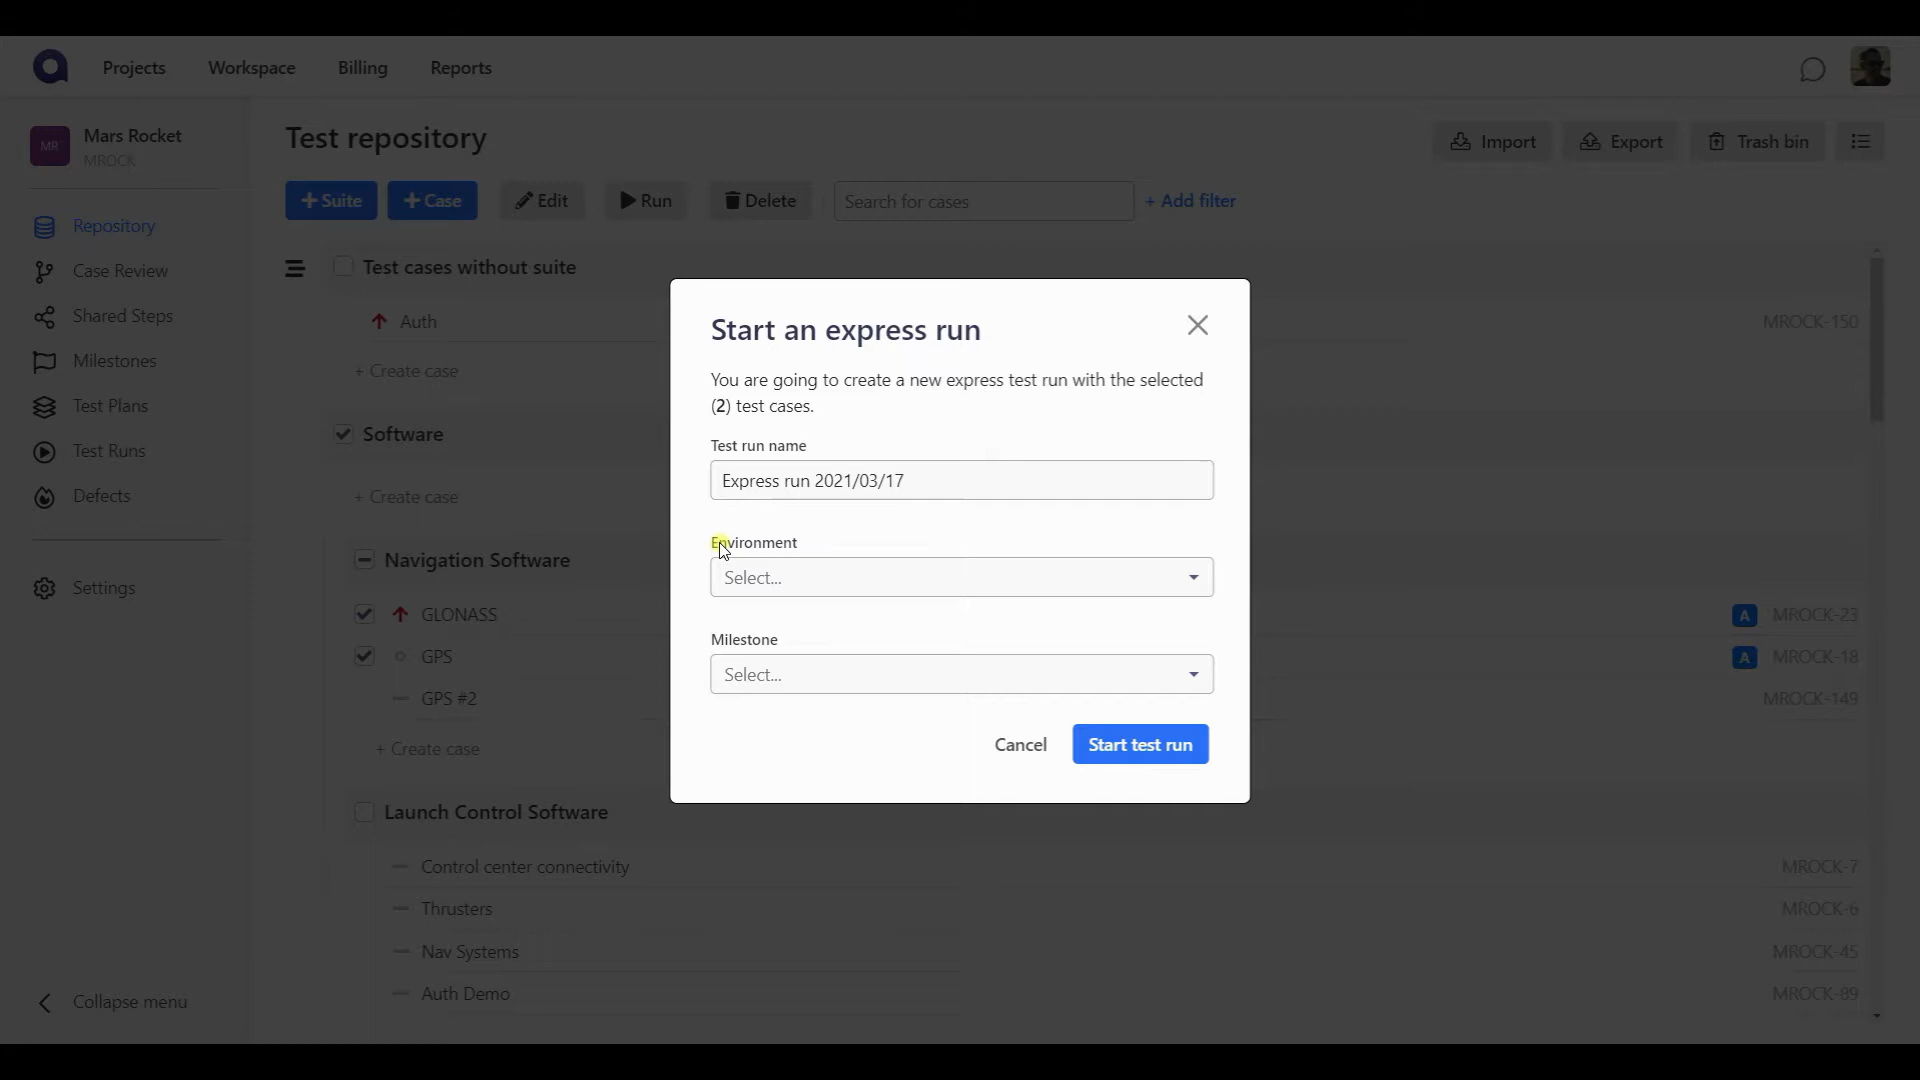 Projects Workspace Billing Reports
MR Mars Rocket
MROCK
Repository
Case Review
Shared Steps
Milestones
Test Plans
Test Runs
Defects
Settings
Collapse menu
Test repository
Import Export Trash bin
+ Suite + Case Edit Run Delete Search for cases + Add filter
Test cases without suite
Auth MROCK-150
+ Create case
Software
+ Create case
Navigation Software
GLONASS A MROCK-23
GPS A MROCK-18
GPS #2 MROCK-149
+ Create case
Launch Control Software
Control center connectivity MROCK-7
Thrusters MROCK-6
Nav Systems MROCK-45
Auth Demo MROCK-89
Start an express run
You are going to create a new express test run with the selected
(2) test cases.
Test run name
Express run 2021/03/17
Environment
Select...
Milestone
Select...
Cancel Start test run